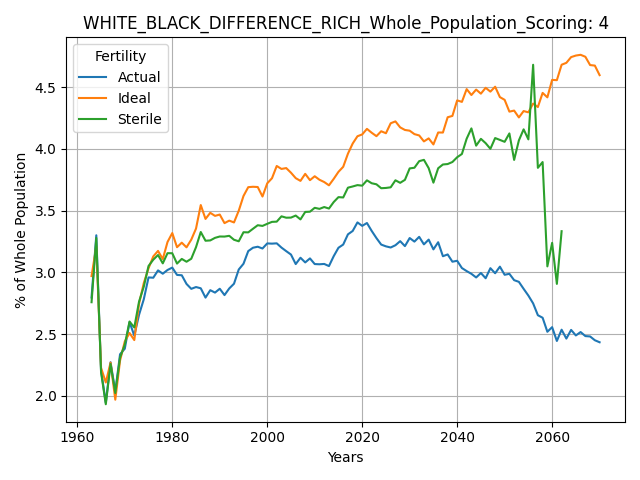 WHITE_BLACK_DIFFERENCE_RICH_Whole_Population_Scoring: 4
Fertility
Actual
Ideal
Sterile
% of Whole Population
4.5
4.0
3.5
3.0
2.5
2.0
1960
1980
2000
2020
2040
2060
Years